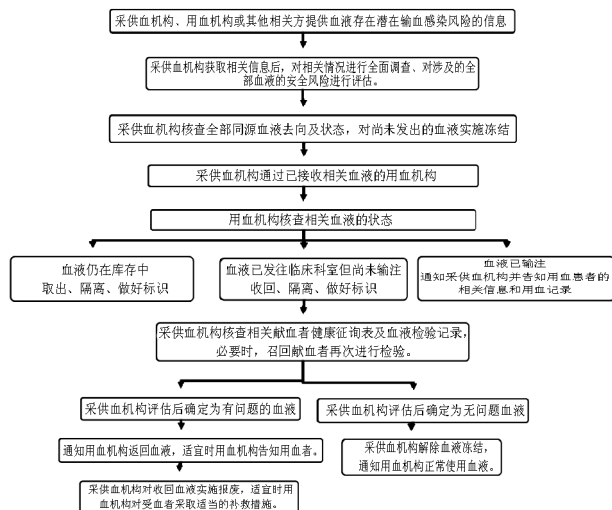 采供血机构、用血机构或其他相关方提供血液存在潜在输血感染风险的信息
采供血机构获取相关信息后，对相关情况进行全面调查、对涉及的全
部血液的安全风险进行评估。
采供血机构核查全部同源血液去向及状态，对尚未发出的血液实施冻结
采供血机构通过已接收相关血液的用血机构
用血机构核查相关血液的状态
血液仍在库存中
取出、隔离、做好标识
血液已发往临床科室但尚未输注
收回、隔离、做好标识
血液已输注
通知采供血机构并告知用血患者的
相关信息和用血记录
采供血机构核查相关献血者健康征询表及血液检验记录，
必要时，召回献血者再次进行检验。
采供血机构评估后确定为有问题的血液
采供血机构评估后确定为无问题血液
通知用血机构返回血液，适宜时用血机构告知用血者。
采供血机构解除血液冻结，
通知用血机构正常使用血液。
采供血机构对收回血液实施报废，适宜时用
血机构对受血者采取适当的补救措施。